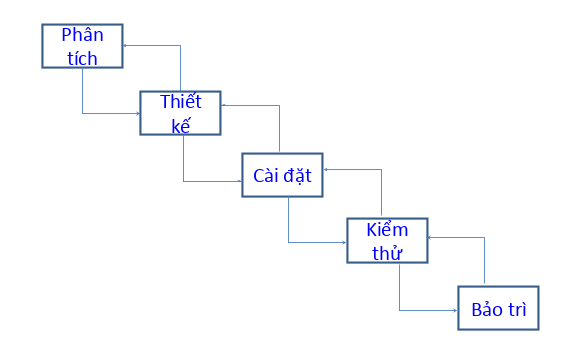 Phân
tích
Thiết
kế
Cài đặt
Kiểm
thử
Bảo trì